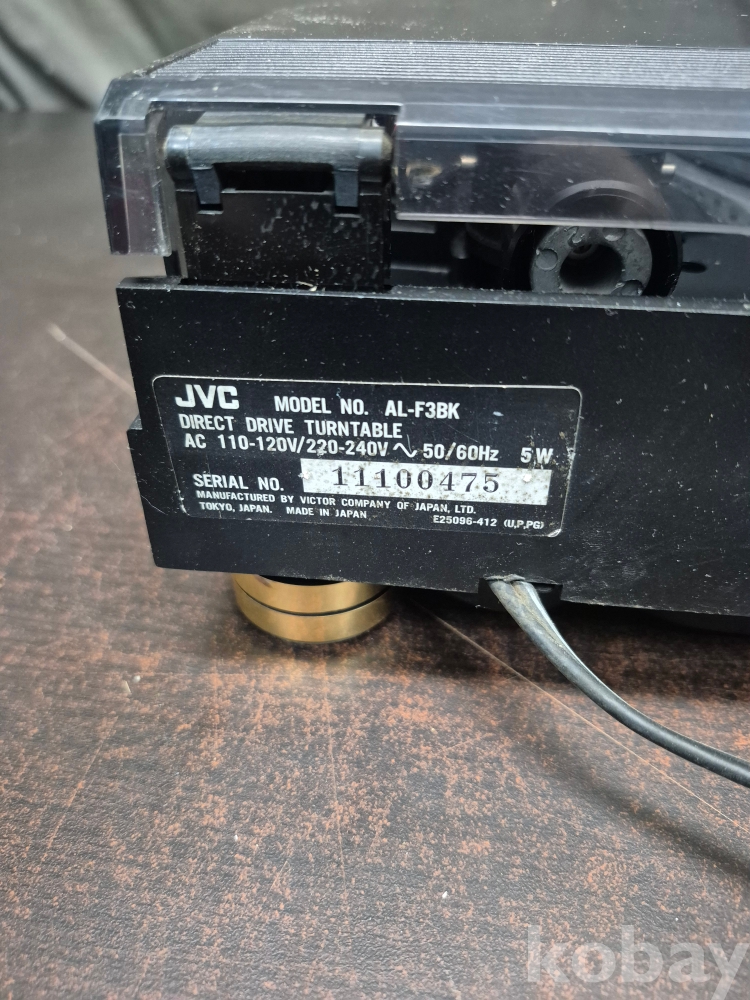 JVC MODEL NO. AL-F3BK
DIRECT DRIVE TURNTABLE
AC 110-120V/220-240V ~ 50/60Hz 5W
SERIAL NO. 11100475
MANUFACTURED BY VICTOR COMPANY OF JAPAN, LTD.
TOKYO, JAPAN. MADE IN JAPAN E25096-412 (U,P,PG)
kobay